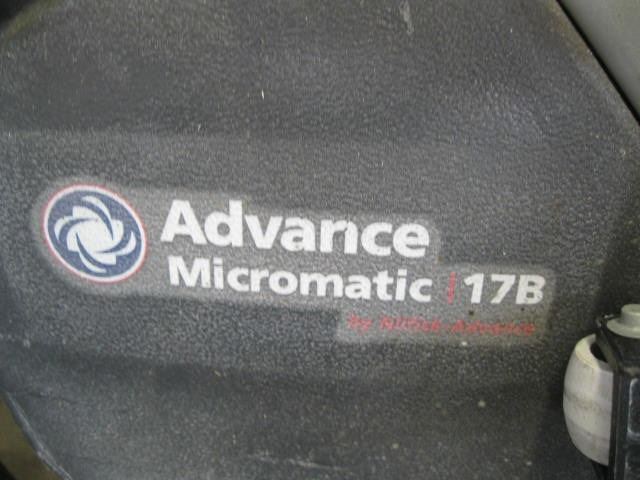 Advance
Micromatic | 17B
by Nilfisk-Advance